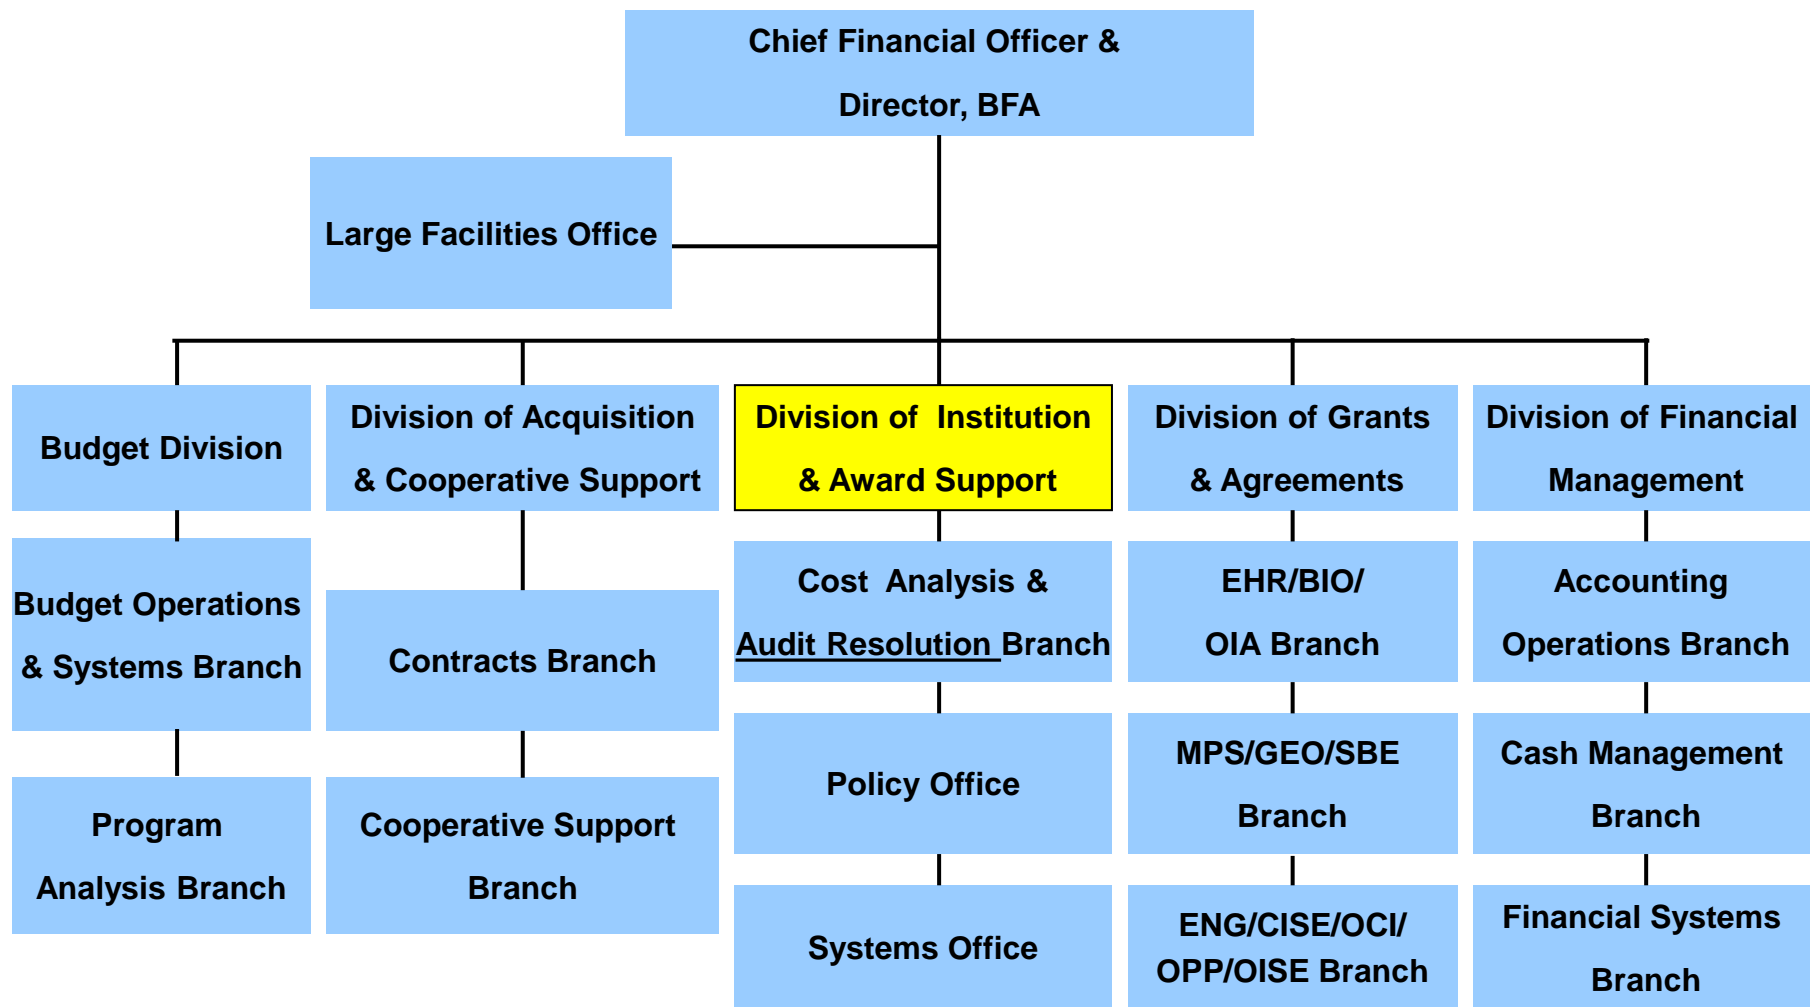 Chief Financial Officer &
Director, BFA
Large Facilities Office
Budget Division
Division of Acquisition
& Cooperative Support
Division of Institution
& Award Support
Division of Grants
& Agreements
Division of Financial
Management
Budget Operations
& Systems Branch
Contracts Branch
Cost Analysis &
Audit Resolution Branch
EHR/BIO/
OIA Branch
Accounting
Operations Branch
Program
Analysis Branch
Cooperative Support
Branch
Policy Office
MPS/GEO/SBE
Branch
Cash Management
Branch
Systems Office
ENG/CISE/OCI/
OPP/OISE Branch
Financial Systems
Branch